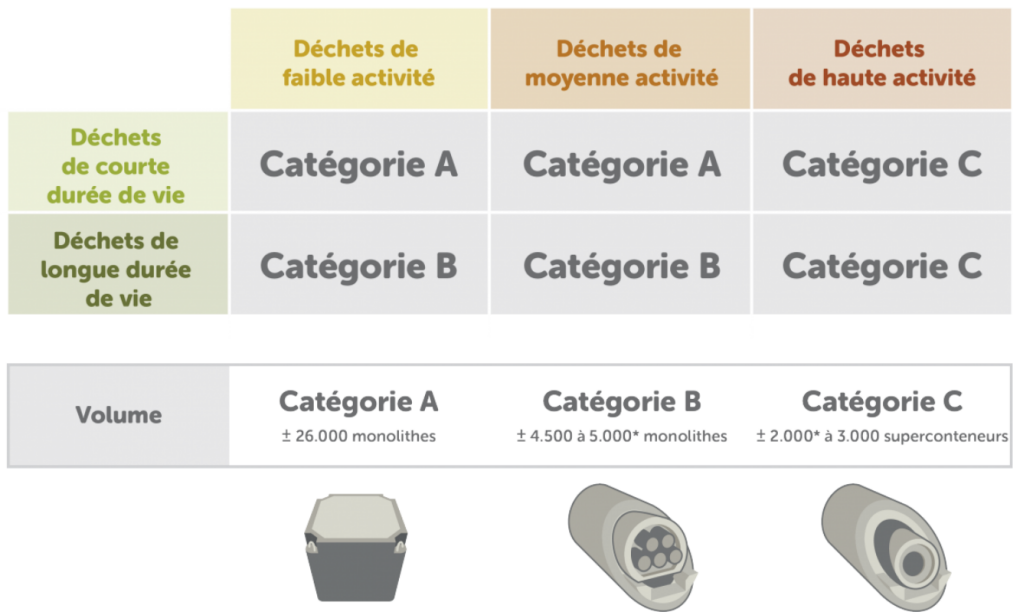 Déchets de
faible activité
Déchets de
moyenne activité
Déchets
de haute activité
Déchets
de courte
durée de vie
Catégorie A
Catégorie A
Catégorie C
Déchets de
longue durée
de vie
Catégorie B
Catégorie B
Catégorie C
Volume
Catégorie A
± 26.000 monolithes
Catégorie B
± 4.500 à 5.000* monolithes
Catégorie C
± 2.000* à 3.000 superconteneurs